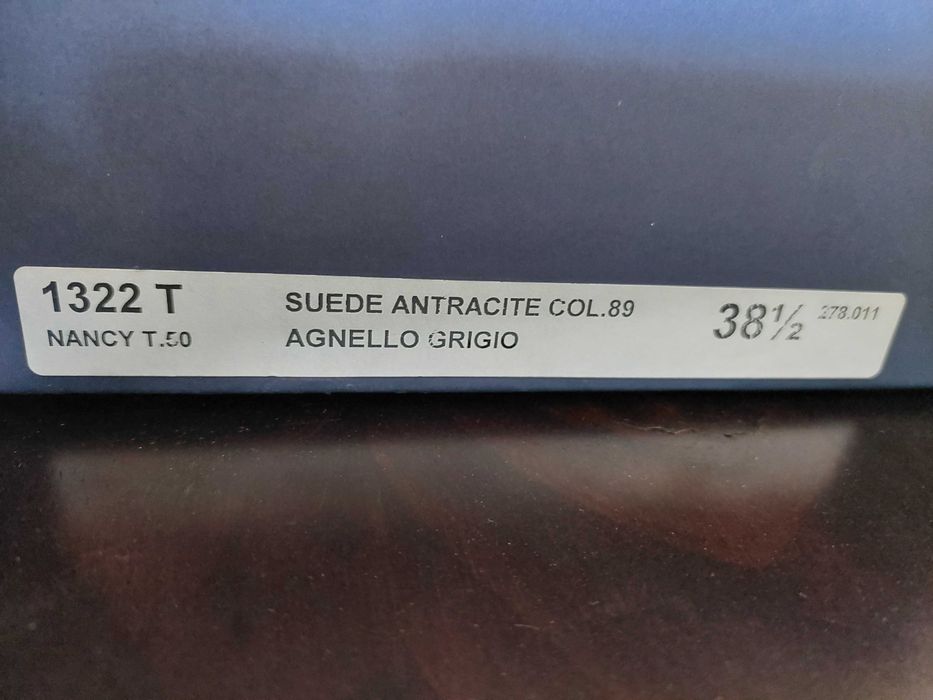 1322 T SUEDE ANTRACITE COL.89 38½ 278.011
NANCY T.50 AGNELLO GRIGIO